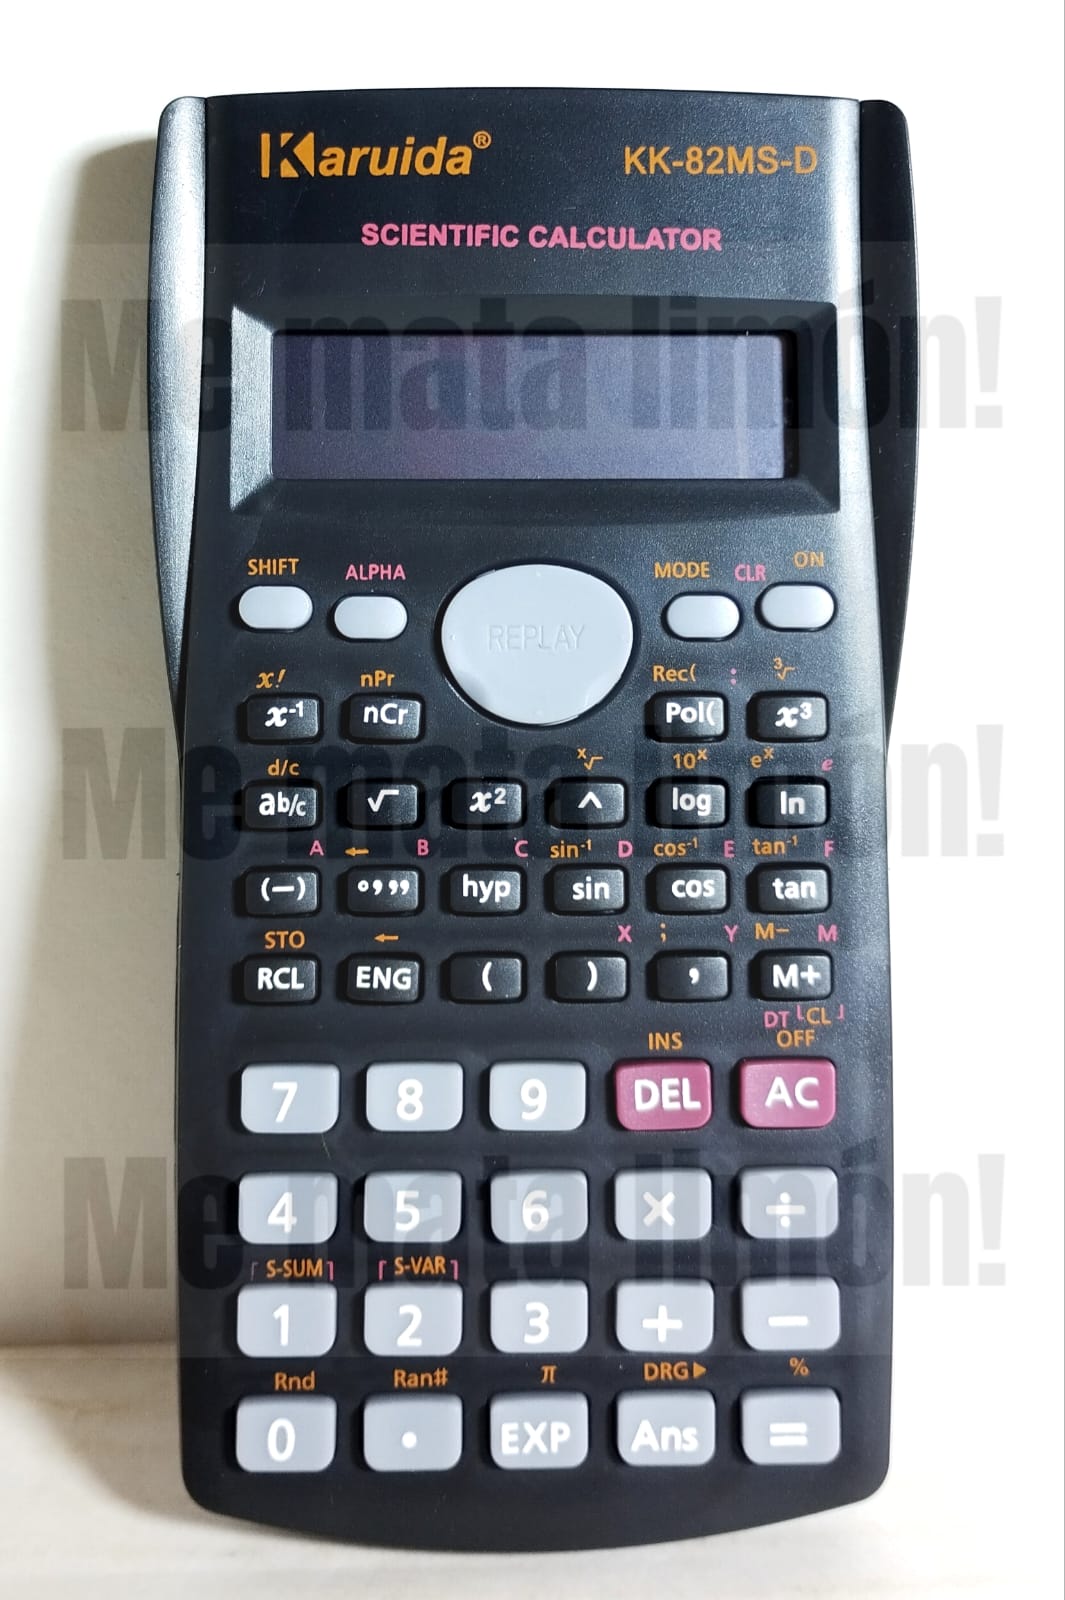 Karuida® KK-82MS-D
SCIENTIFIC CALCULATOR
Me mata limón!
SHIFT ALPHA MODE CLR ON
REPLAY
x! nPr Rec( : ³√
x⁻¹ nCr Pol( x³
d/c ˣ√ 10ˣ eˣ e
ab/c √ x² ^ log ln
Me mata limón!
A ← B C sin⁻¹ D cos⁻¹ E tan⁻¹ F
(−) °,,, hyp sin cos tan
STO ← X ; Y M− M
RCL ENG ( ) , M+
DT CL
INS OFF
7 8 9 DEL AC
Me mata limón!
4 5 6 × ÷
S-SUM S-VAR
1 2 3 + −
Rnd Ran# π DRG▶ %
0 . EXP Ans =